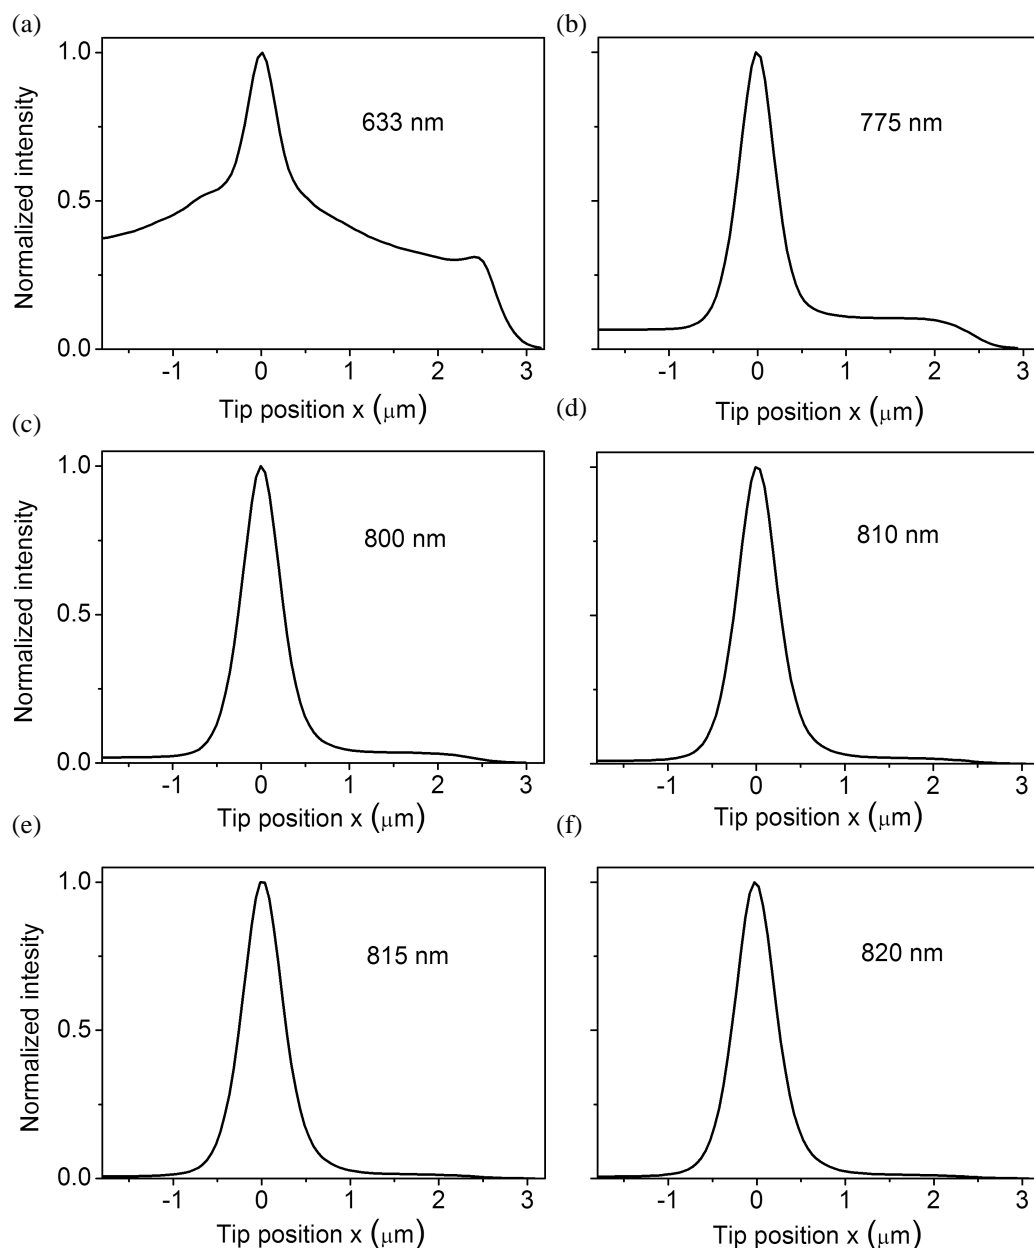 (a)
(b)
1.0
0.5
0.0
Normalized intensity
633 nm
775 nm
-1 0 1 2 3
-1 0 1 2 3
Tip position x (μm)
Tip position x (μm)
(c)
(d)
1.0
0.5
0.0
Normalized intensity
800 nm
810 nm
-1 0 1 2 3
-1 0 1 2 3
Tip position x (μm)
Tip position x (μm)
(e)
(f)
1.0
0.5
0.0
Normalized intesity
815 nm
820 nm
-1 0 1 2 3
-1 0 1 2 3
Tip position x (μm)
Tip position x (μm)